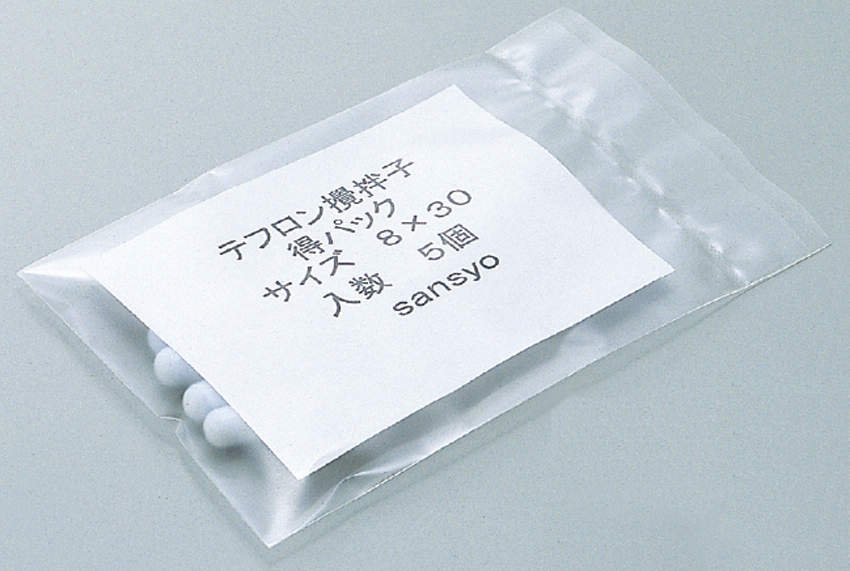 テフロン攪拌子
得パック
サイズ 8×30
入数 5個
sansyo